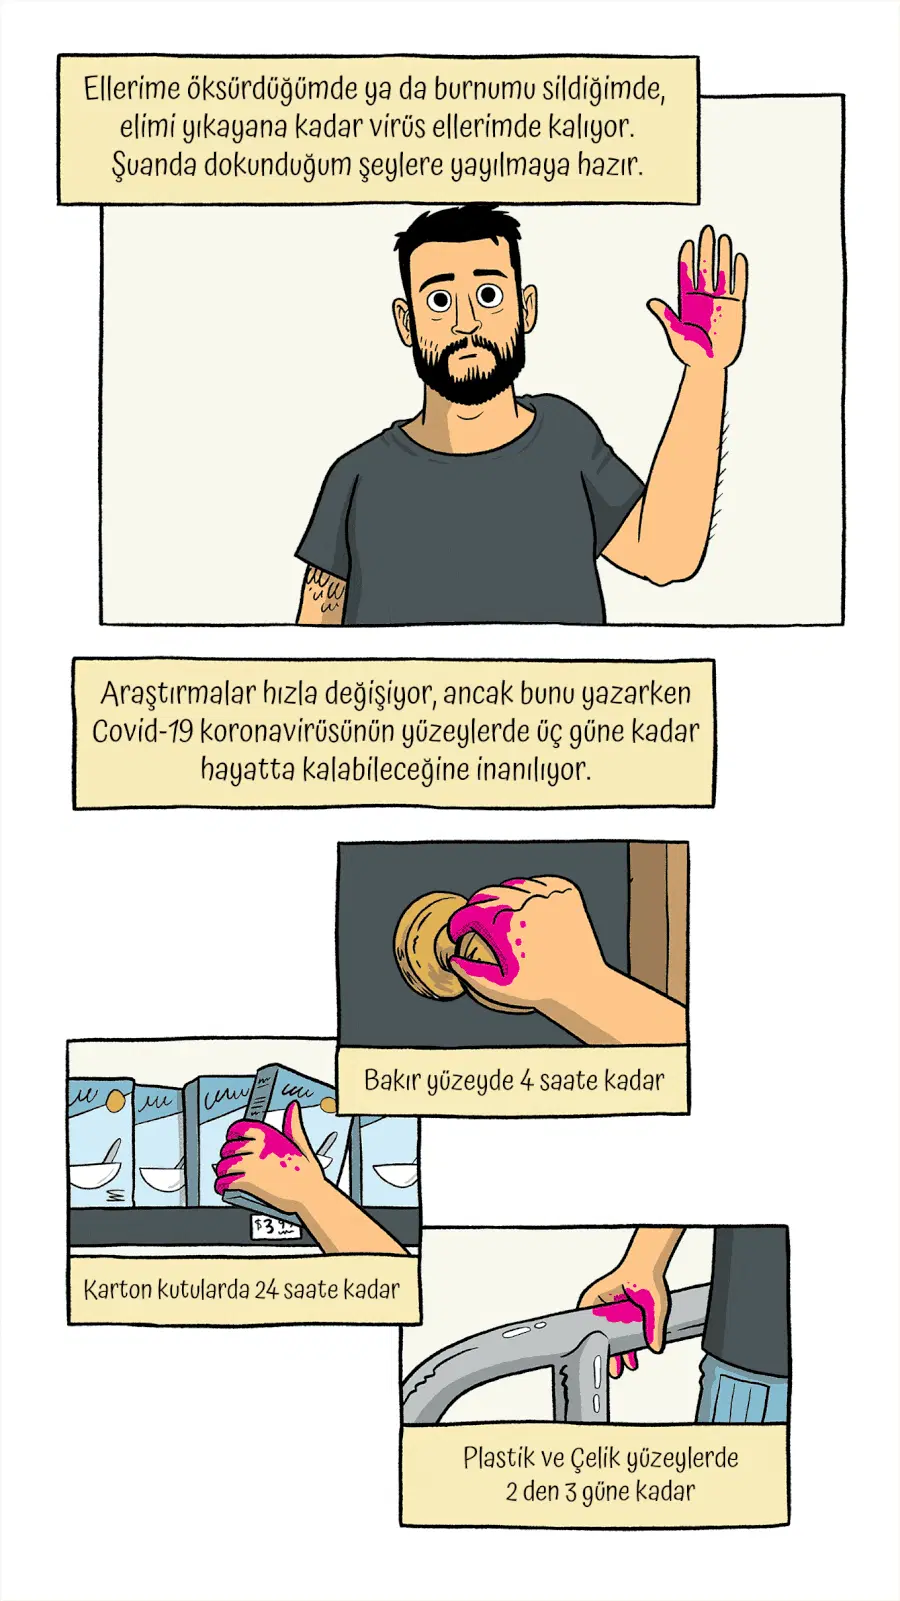 Ellerime öksürdüğümde ya da burnumu sildiğimde,
elimi yıkayana kadar virüs ellerimde kalıyor.
Şuanda dokunduğum şeylere yayılmaya hazır.
Araştırmalar hızla değişiyor, ancak bunu yazarken
Covid-19 koronavirüsünün yüzeylerde üç güne kadar
hayatta kalabileceğine inanılıyor.
Bakır yüzeyde 4 saate kadar
$3.99
Karton kutularda 24 saate kadar
Plastik ve Çelik yüzeylerde
2 den 3 güne kadar